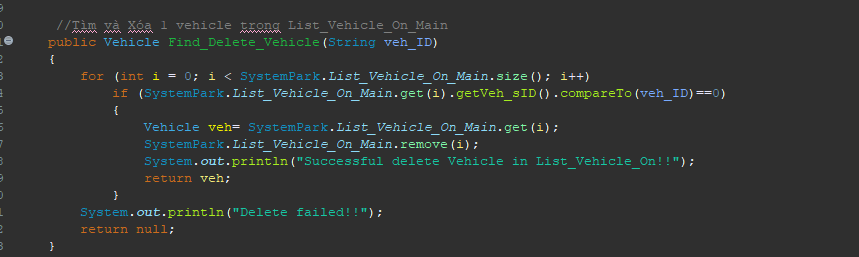 //Tìm và Xóa 1 vehicle trong List_Vehicle_On_Main
public Vehicle Find_Delete_Vehicle(String veh_ID)
{
for (int i = 0; i < SystemPark.List_Vehicle_On_Main.size(); i++)
if (SystemPark.List_Vehicle_On_Main.get(i).getVeh_sID().compareTo(veh_ID)==0)
{
Vehicle veh= SystemPark.List_Vehicle_On_Main.get(i);
SystemPark.List_Vehicle_On_Main.remove(i);
System.out.println("Successful delete Vehicle in List_Vehicle_On!!");
return veh;
}
System.out.println("Delete failed!!");
return null;
}